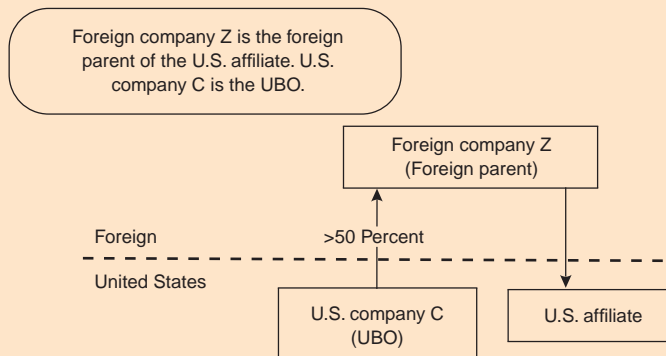 Foreign company Z is the foreign
parent of the U.S. affiliate. U.S.
company C is the UBO.
Foreign company Z
(Foreign parent)
Foreign
>50 Percent
United States
U.S. company C
(UBO)
U.S. affiliate